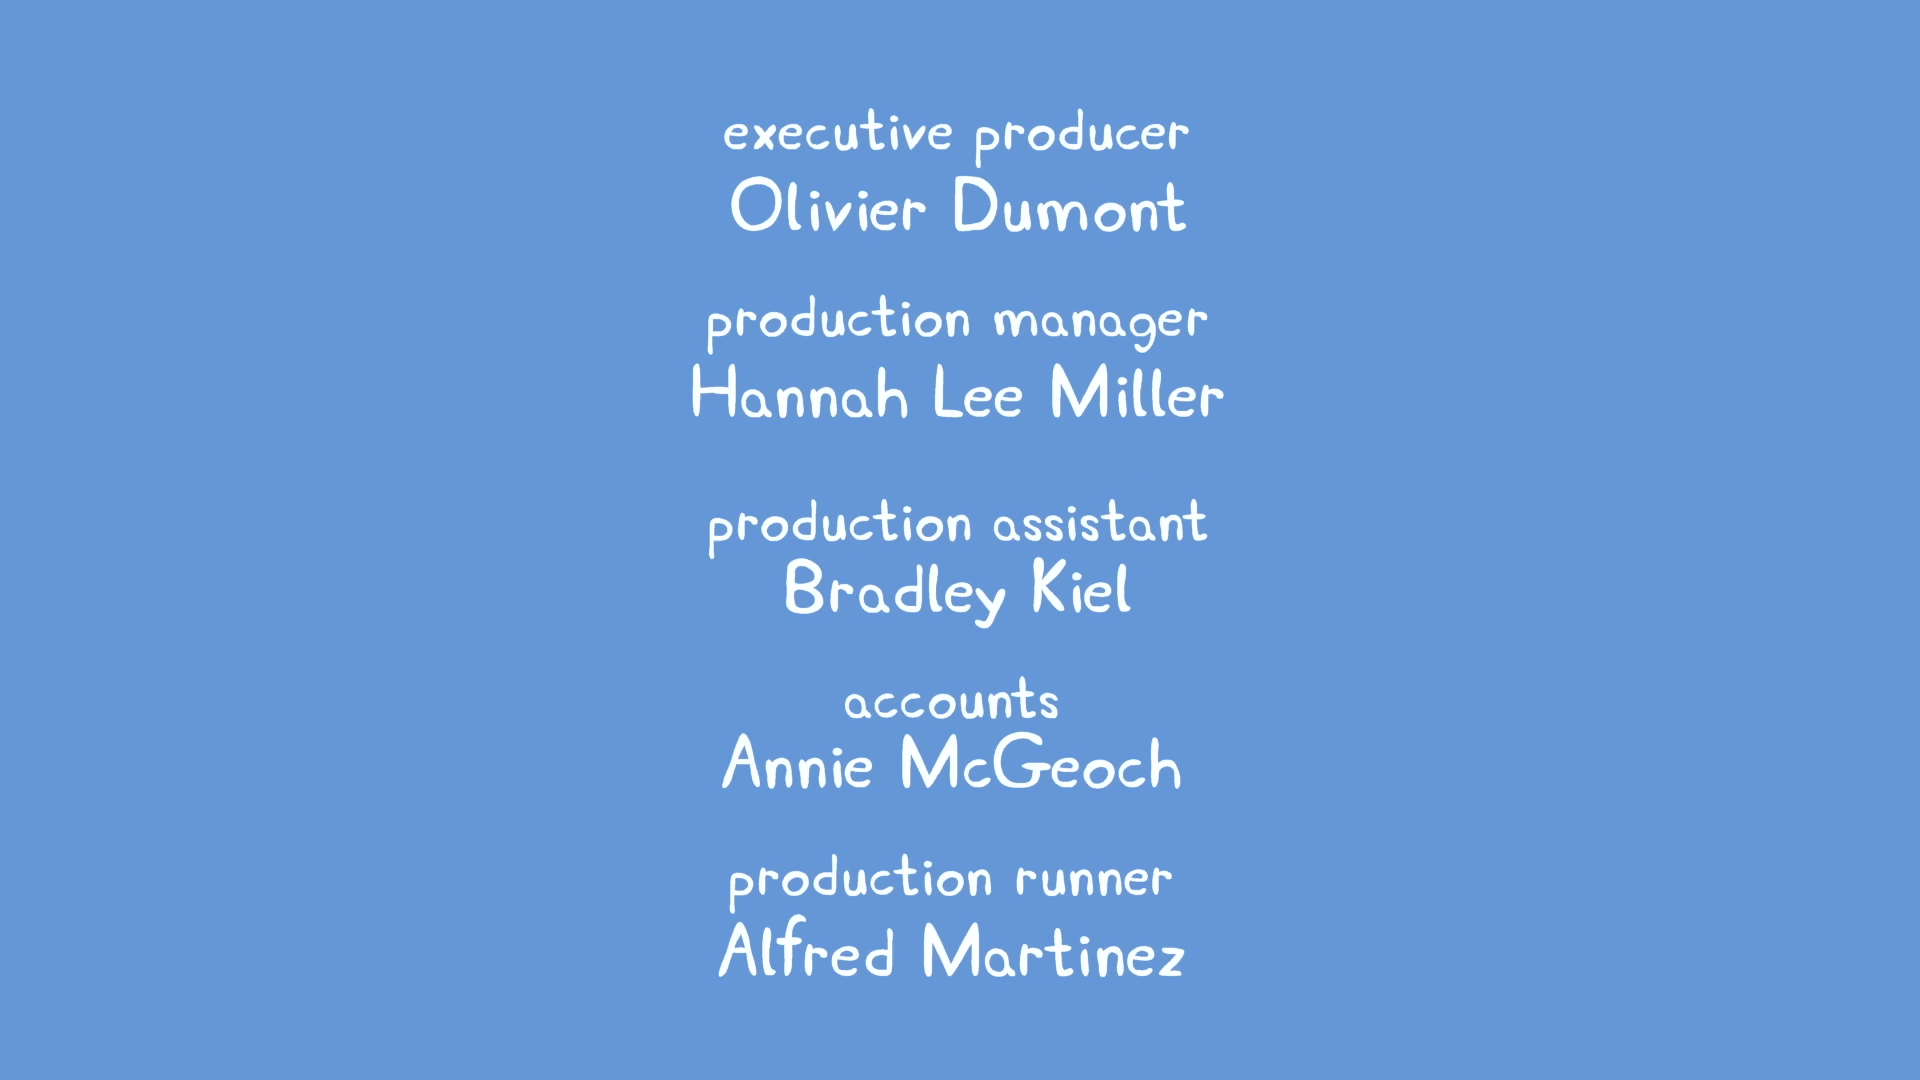 executive producer
Olivier Dumont
production manager
Hannah Lee Miller
production assistant
Bradley Kiel
accounts
Annie McGeoch
production runner
Alfred Martinez